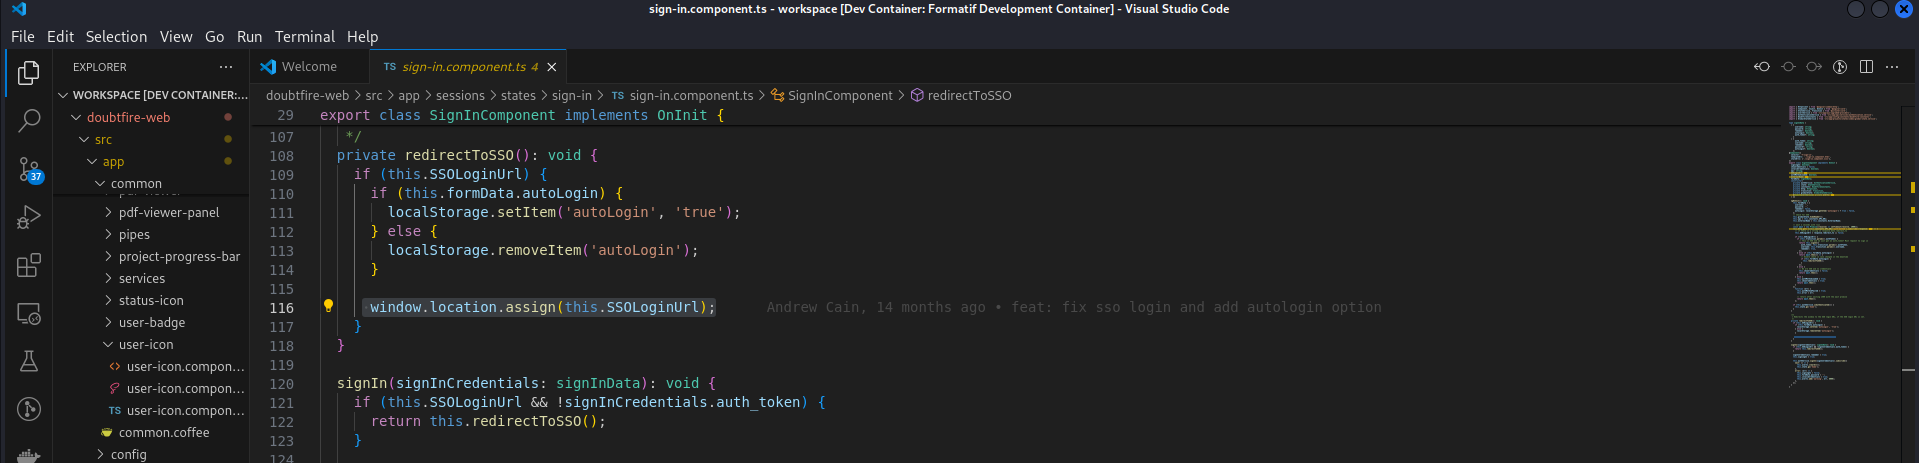 sign-in.component.ts - workspace [Dev Container: Formatif Development Container] - Visual Studio Code
File Edit Selection View Go Run Terminal Help
EXPLORER
Welcome
TS sign-in.component.ts 4
WORKSPACE [DEV CONTAINER:...
doubtfire-web > src > app > sessions > states > sign-in > TS sign-in.component.ts > SignInComponent > redirectToSSO
doubtfire-web
src
app
common
37
pdf-viewer
pdf-viewer-panel
pipes
project-progress-bar
services
status-icon
user-badge
user-icon
<> user-icon.compon...
user-icon.compon...
TS user-icon.compon...
common.coffee
config
29 export class SignInComponent implements OnInit {
107 */
108 private redirectToSSO(): void {
109 if (this.SSOLoginUrl) {
110 if (this.formData.autoLogin) {
111 localStorage.setItem('autoLogin', 'true');
112 } else {
113 localStorage.removeItem('autoLogin');
114 }
115
116 window.location.assign(this.SSOLoginUrl); Andrew Cain, 14 months ago • feat: fix sso login and add autologin option
117 }
118 }
119
120 signIn(signInCredentials: signInData): void {
121 if (this.SSOLoginUrl && !signInCredentials.auth_token) {
122 return this.redirectToSSO();
123 }
124